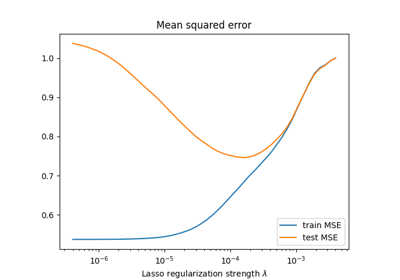 Mean squared error
1.0
0.9
0.8
0.7
0.6
train MSE
test MSE
10⁻⁶ 10⁻⁵ 10⁻⁴ 10⁻³
Lasso regularization strength λ